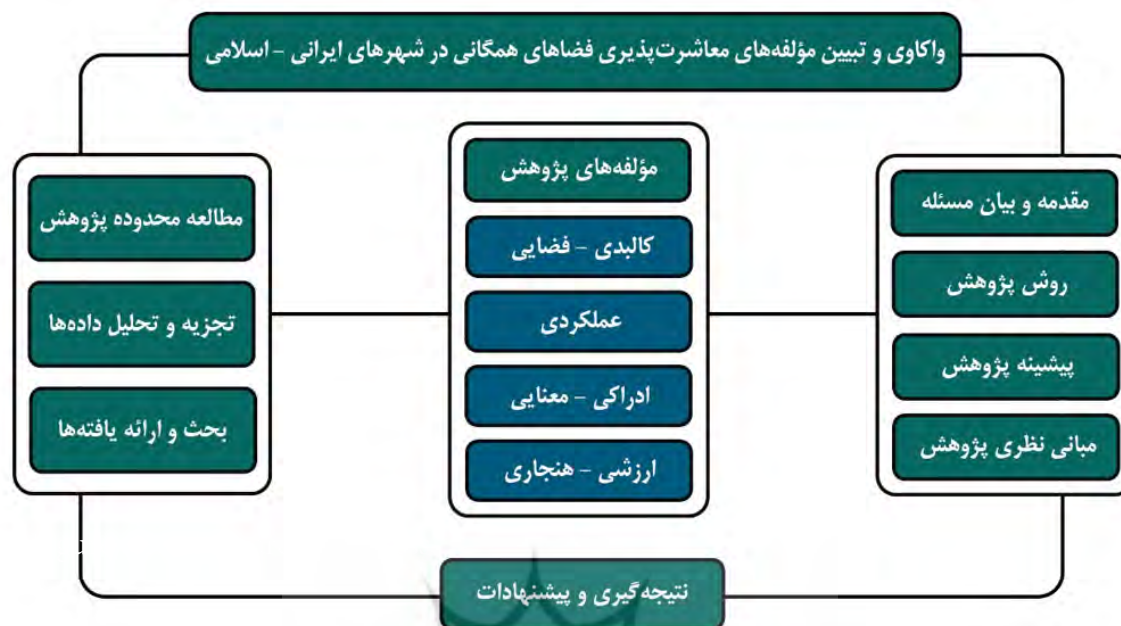 واکاوی و تبیین مؤلفه‌های معاشرت‌پذیری فضاهای همگانی در شهرهای ایرانی - اسلامی
مقدمه و بیان مسئله
روش پژوهش
پیشینه پژوهش
مبانی نظری پژوهش
مؤلفه‌های پژوهش
کالبدی - فضایی
عملکردی
ادراکی - معنایی
ارزشی - هنجاری
مطالعه محدوده پژوهش
تجزیه و تحلیل داده‌ها
بحث و ارائه یافته‌ها
نتیجه‌گیری و پیشنهادات